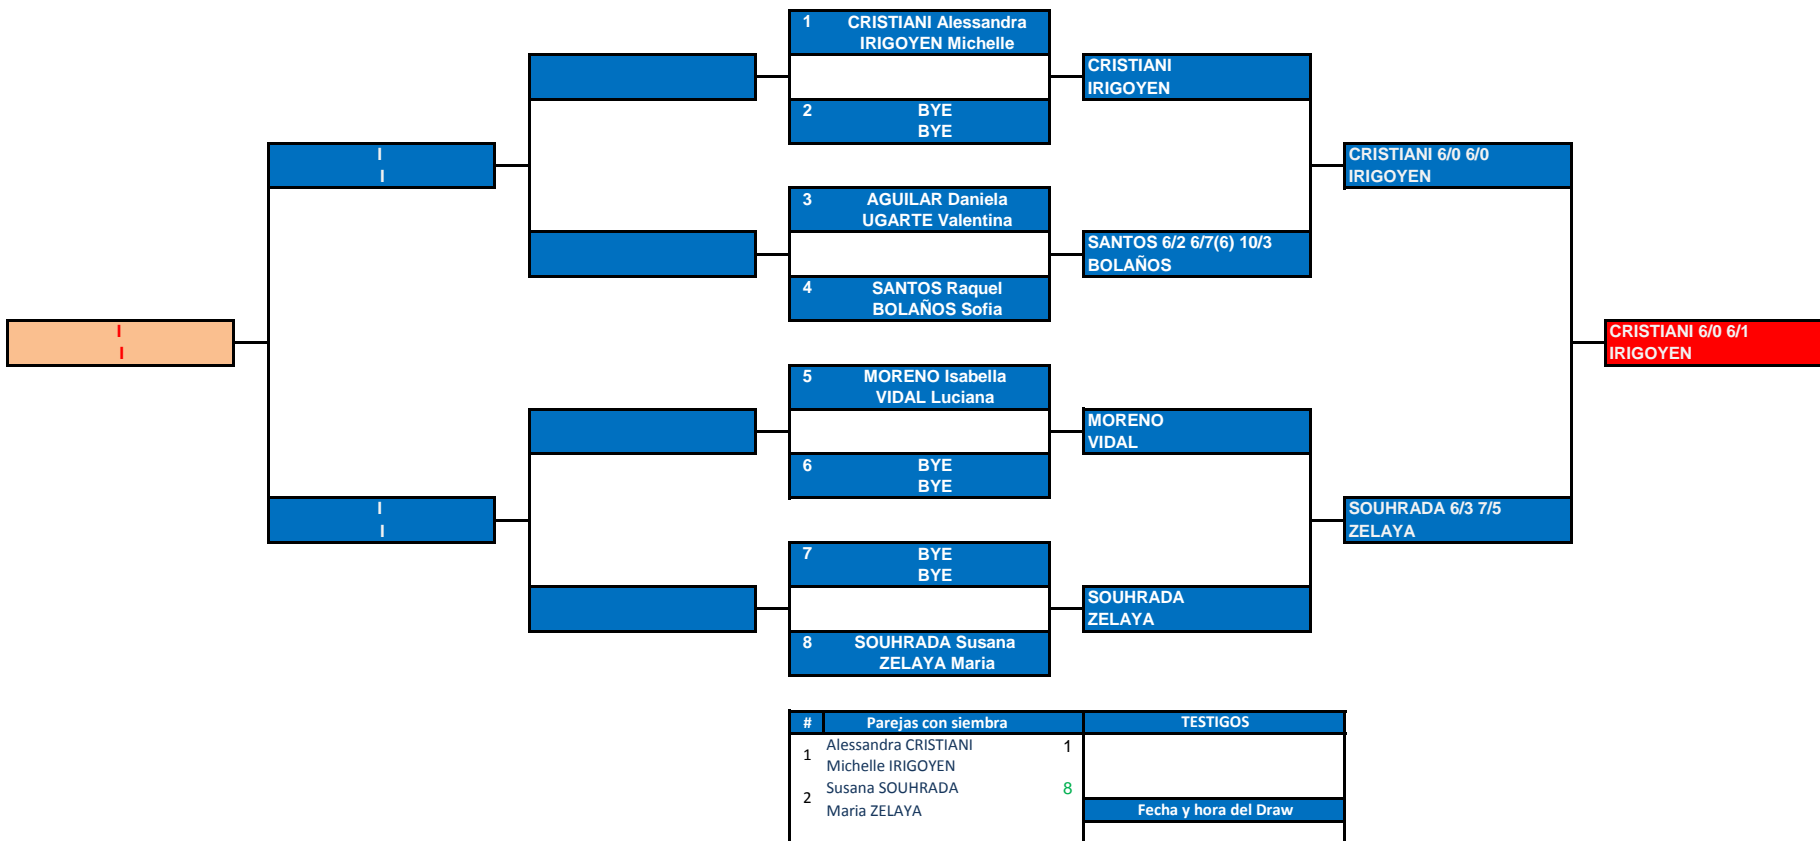 1 CRISTIANI Alessandra
IRIGOYEN Michelle
CRISTIANI
IRIGOYEN
2 BYE
BYE
I
I
CRISTIANI 6/0 6/0
IRIGOYEN
3 AGUILAR Daniela
UGARTE Valentina
SANTOS 6/2 6/7(6) 10/3
BOLAÑOS
4 SANTOS Raquel
BOLAÑOS Sofia
I
I
CRISTIANI 6/0 6/1
IRIGOYEN
5 MORENO Isabella
VIDAL Luciana
MORENO
VIDAL
6 BYE
BYE
I
I
SOUHRADA 6/3 7/5
ZELAYA
7 BYE
BYE
SOUHRADA
ZELAYA
8 SOUHRADA Susana
ZELAYA Maria
# Parejas con siembra TESTIGOS
1 Alessandra CRISTIANI 1
Michelle IRIGOYEN
2 Susana SOUHRADA 8
Maria ZELAYA
Fecha y hora del Draw